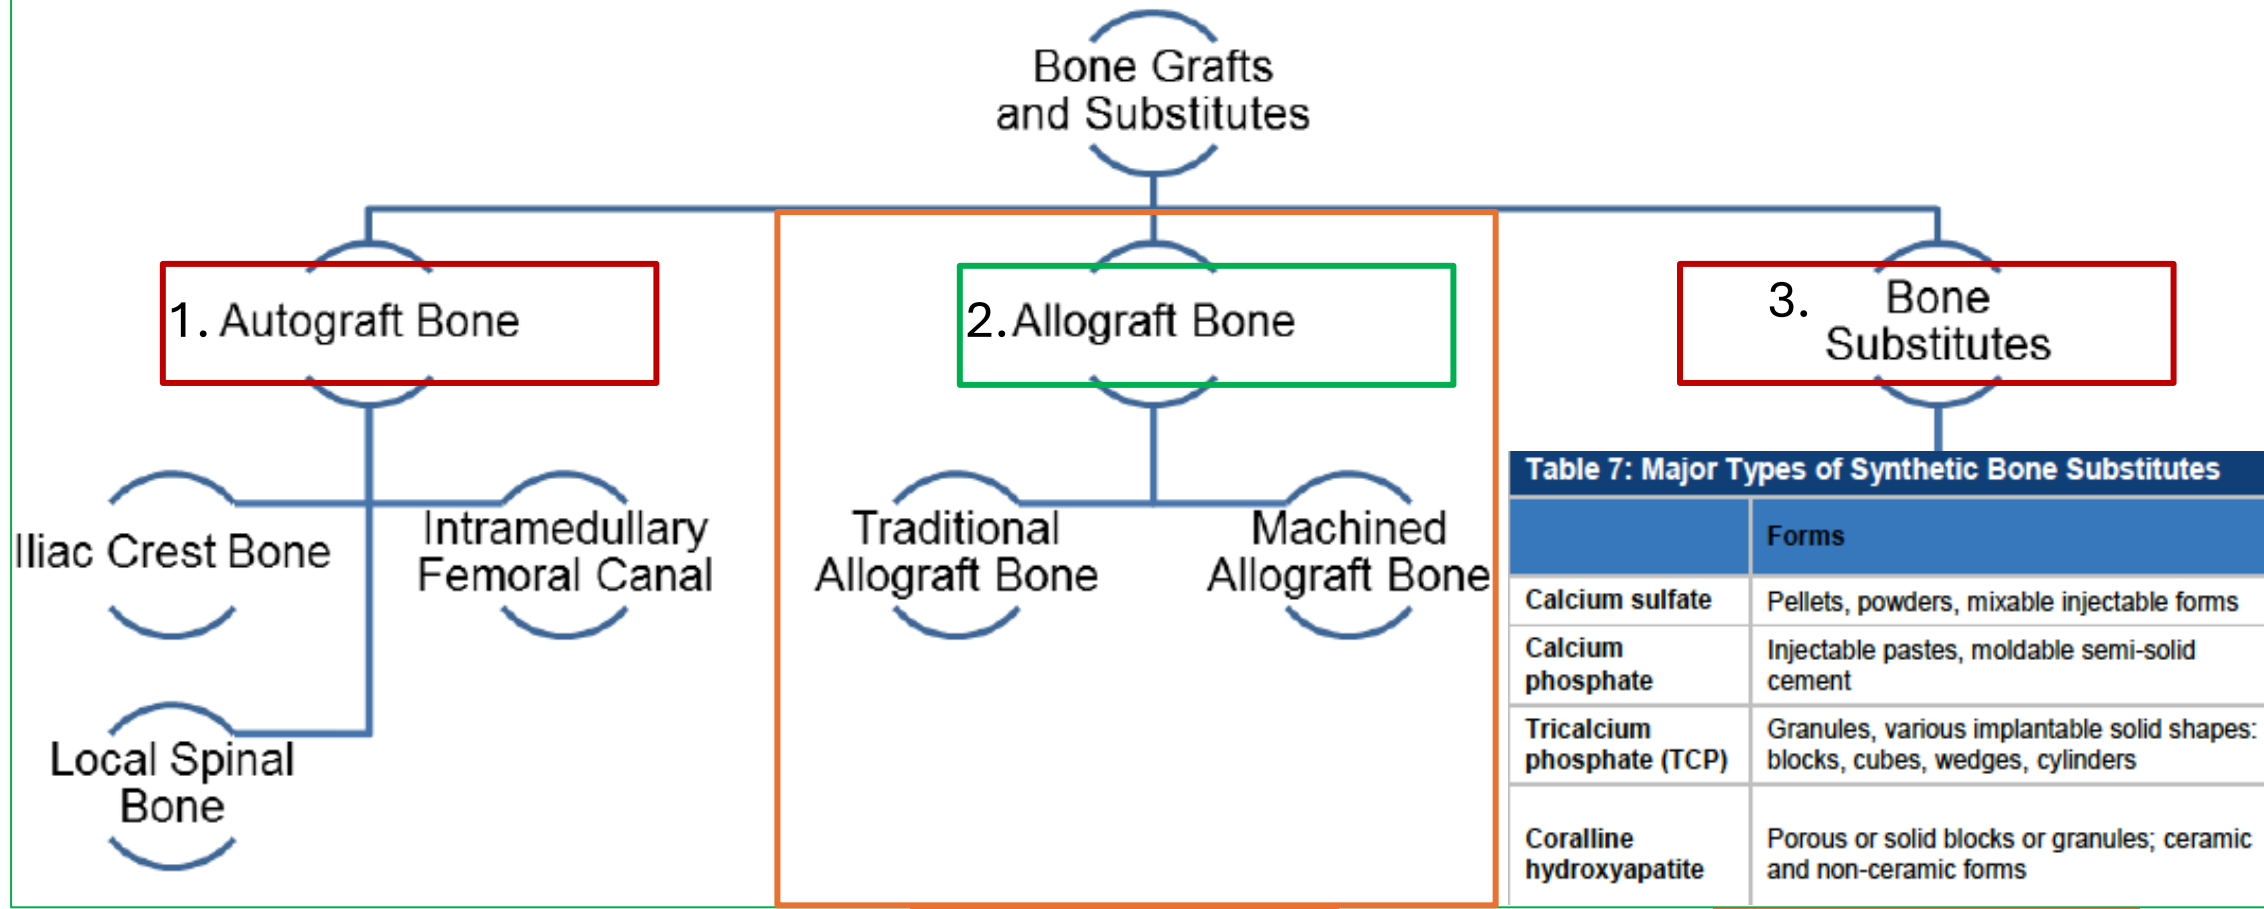 Bone Grafts
and Substitutes
1. Autograft Bone
2. Allograft Bone
3. Bone
Substitutes
Iliac Crest Bone
Intramedullary
Femoral Canal
Local Spinal
Bone
Traditional
Allograft Bone
Machined
Allograft Bone
Table 7: Major Types of Synthetic Bone Substitutes
Forms
Calcium sulfate
Pellets, powders, mixable injectable forms
Calcium
phosphate
Injectable pastes, moldable semi-solid
cement
Tricalcium
phosphate (TCP)
Granules, various implantable solid shapes:
blocks, cubes, wedges, cylinders
Coralline
hydroxyapatite
Porous or solid blocks or granules; ceramic
and non-ceramic forms